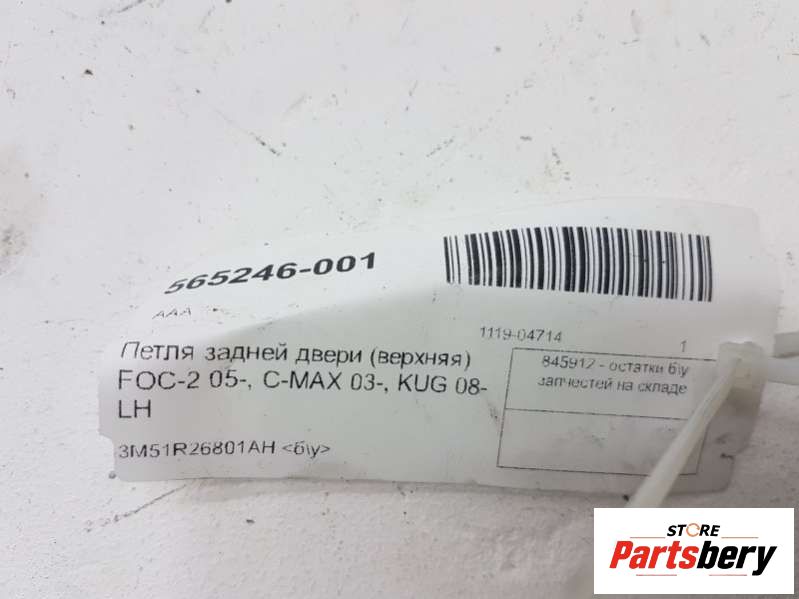 565246-001
AAA
1119-04714 1
Петля задней двери (верхняя)
FOC-2 05-, C-MAX 03-, KUG 08-
LH
3M51R26801AH <б\у>
845912 - остатки б\у
запчастей на складе
STORE
Partsbery